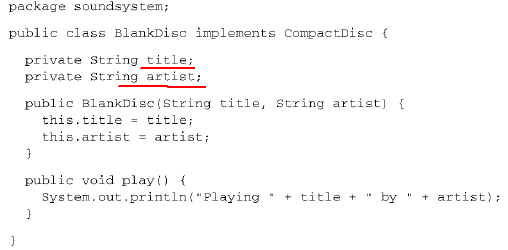 package soundsystem;
public class BlankDisc implements CompactDisc {
private String title;
private String artist;
public BlankDisc(String title, String artist) {
this.title = title;
this.artist = artist;
}
public void play() {
System.out.println("Playing " + title + " by " + artist);
}
}